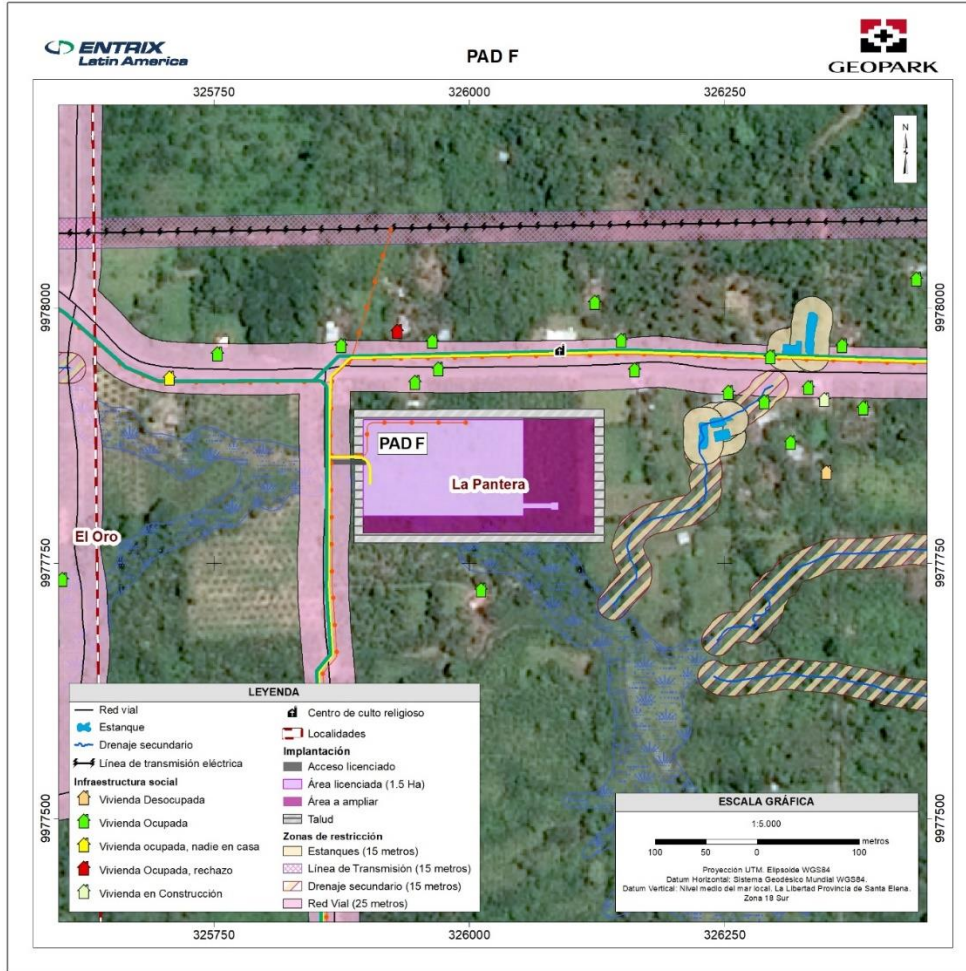 ENTRIX
Latin America
PAD F
GEOPARK
325750
326000
326250
N
9978000
9978000
PAD F
La Pantera
El Oro
9977750
9977750
LEYENDA
Red vial
Estanque
Drenaje secundario
Línea de transmisión eléctrica
Infraestructura social
Vivienda Desocupada
Vivienda Ocupada
Vivienda ocupada, nadie en casa
Vivienda Ocupada, rechazo
Vivienda en Construcción
Centro de culto religioso
Localidades
Implantación
Acceso licenciado
Área licenciada (1.5 Ha)
Área a ampliar
Talud
Zonas de restricción
Estanques (15 metros)
Línea de Transmisión (15 metros)
Drenaje secundario (15 metros)
Red Vial (25 metros)
ESCALA GRÁFICA
1:5.000
metros
100 50 0 100
Proyección UTM. Elipsoide WGS84
Datum Horizontal: Sistema Geodésico Mundial WGS84.
Datum Vertical: Nivel medio del mar local, La Libertad Provincia de Santa Elena.
Zona 18 Sur
9977500
9977500
325750
326000
326250